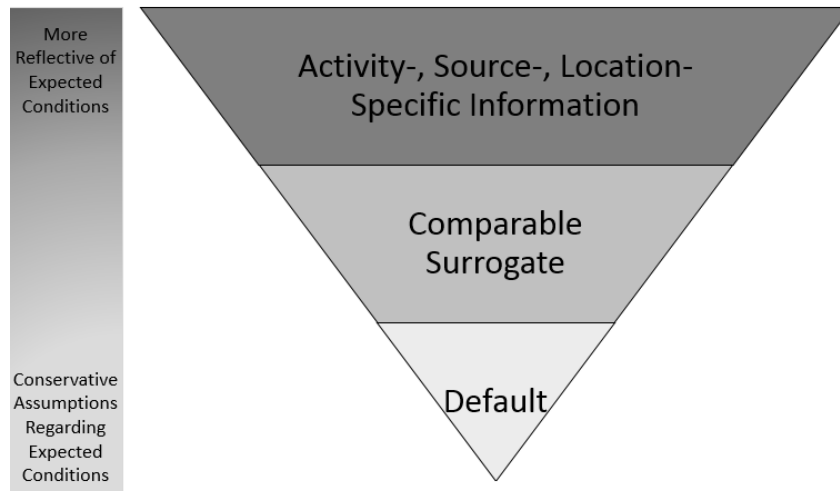 More
Reflective of
Expected
Conditions
Activity-, Source-, Location-
Specific Information
Comparable
Surrogate
Default
Conservative
Assumptions
Regarding
Expected
Conditions